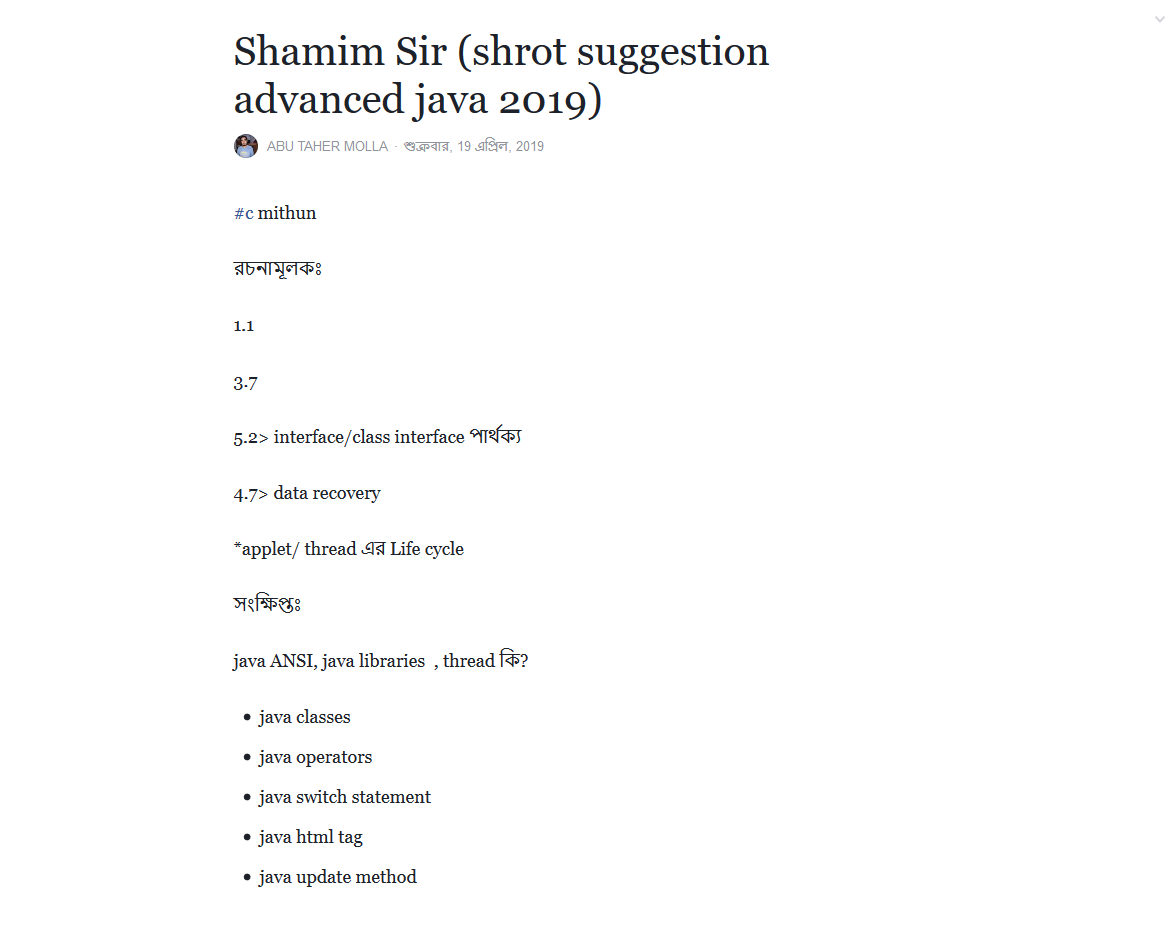 Shamim Sir (shrot suggestion
advanced java 2019)
ABU TAHER MOLLA · শুক্রবার, 19 এপ্রিল, 2019
#c mithun
রচনামূলকঃ
1.1
3.7
5.2> interface/class interface পার্থক্য
4.7> data recovery
*applet/ thread এর Life cycle
সংক্ষিপ্তঃ
java ANSI, java libraries , thread কি?
• java classes
• java operators
• java switch statement
• java html tag
• java update method